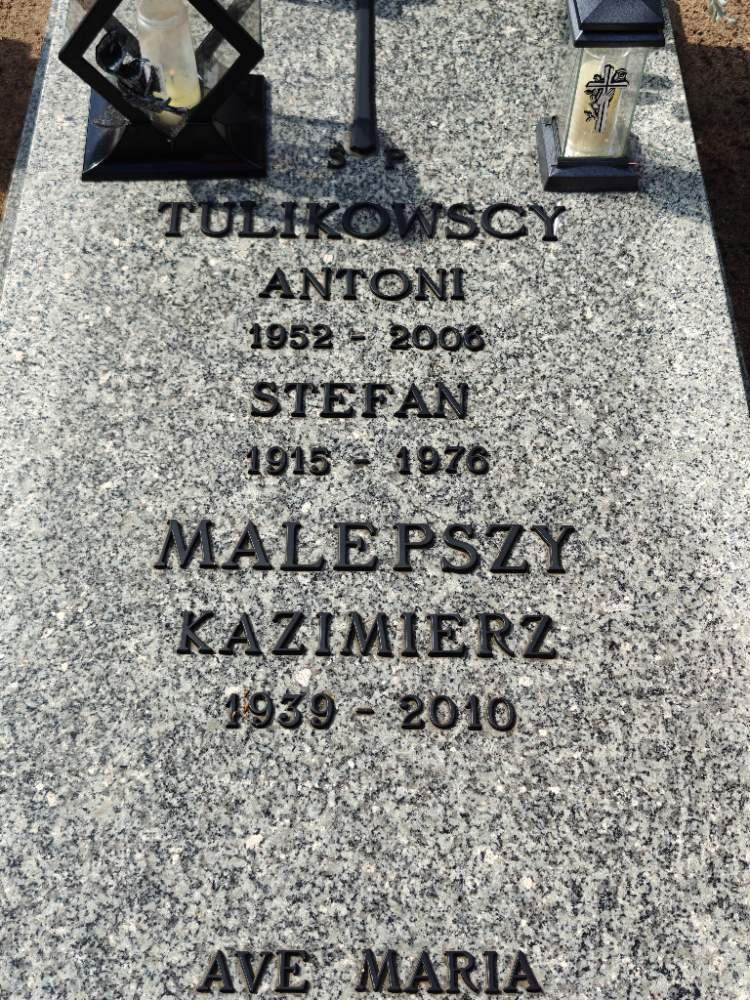 Ś P
TULIKOWSCY
ANTONI
1952 - 2006
STEFAN
1915 - 1976
MALEPSZY
KAZIMIERZ
1939 - 2010
AVE MARIA